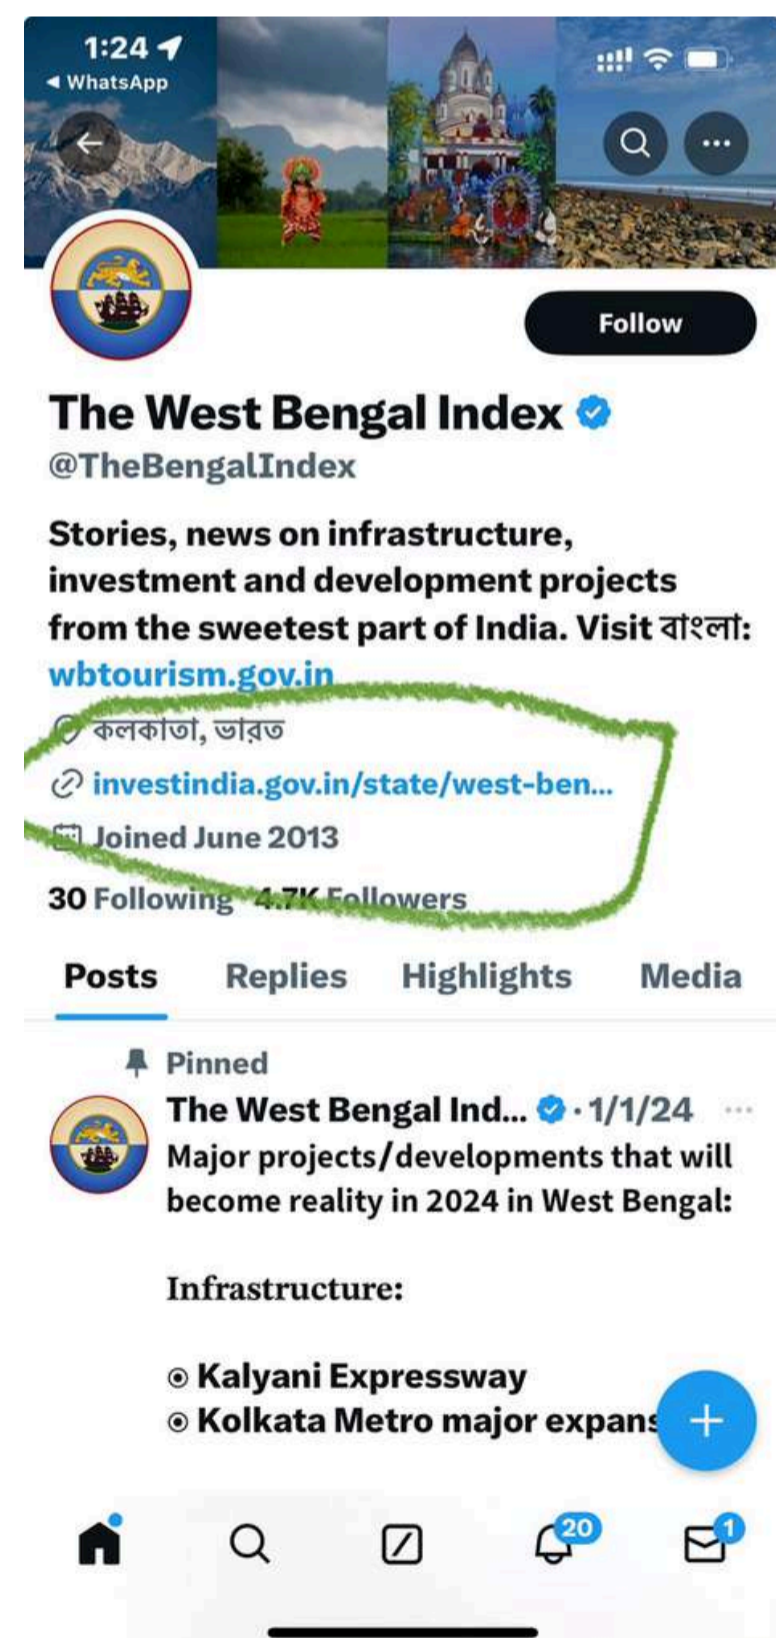 1:24
◀ WhatsApp
Follow
The West Bengal Index
@TheBengalIndex
Stories, news on infrastructure,
investment and development projects
from the sweetest part of India. Visit বাংলা:
wbtourism.gov.in
কলকাতা, ভারত
investindia.gov.in/state/west-ben...
Joined June 2013
30 Following 4.7K Followers
Posts Replies Highlights Media
Pinned
The West Bengal Ind... · 1/1/24 ...
Major projects/developments that will
become reality in 2024 in West Bengal:
Infrastructure:
◉ Kalyani Expressway
◉ Kolkata Metro major expans
20
1